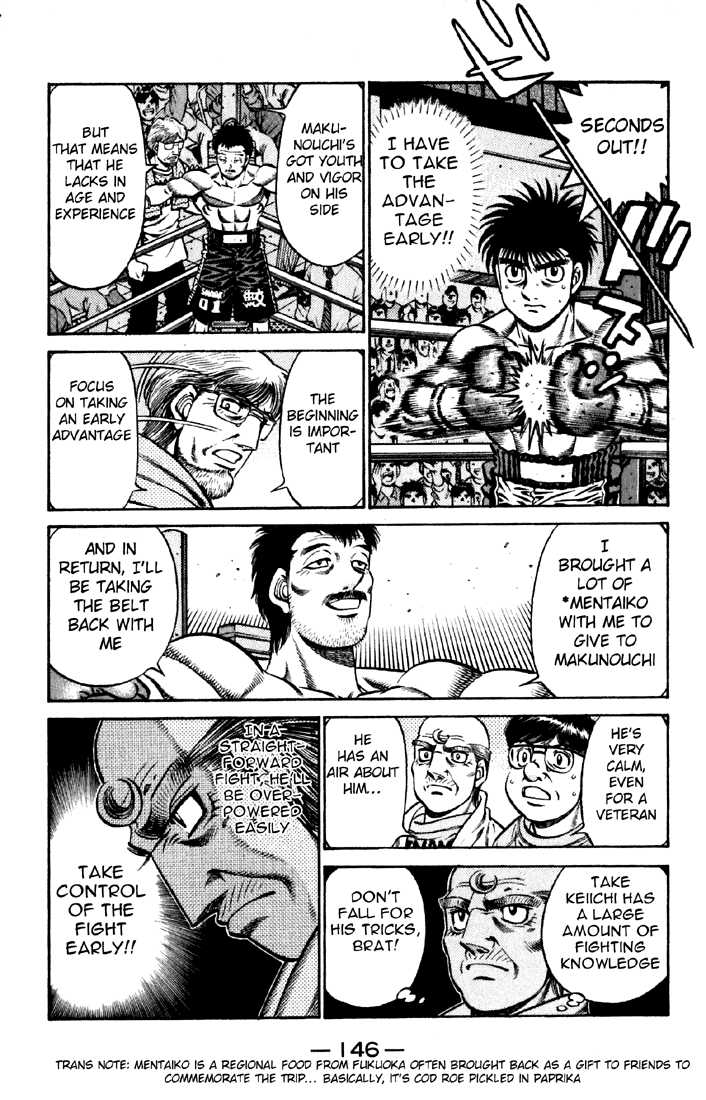 SECONDS
OUT!!
I HAVE
TO TAKE
THE
ADVAN-
TAGE
EARLY!!
ドン
ズ
MAKU-
NOUCHI'S
GOT YOUTH
AND VIGOR
ON HIS
SIDE
BUT
THAT MEANS
THAT HE
LACKS IN
AGE AND
EXPERIENCE
01
蛟
THE
BEGINNING
IS IMPOR-
TANT
FOCUS
ON TAKING
AN EARLY
ADVANTAGE
I
BROUGHT A
LOT OF
*MENTAIKO
WITH ME TO
GIVE TO
MAKUNOUCHI
AND IN
RETURN, I'LL
BE TAKING
THE BELT
BACK WITH
ME
HE'S
VERY
CALM,
EVEN
FOR A
VETERAN
HE
HAS AN
AIR ABOUT
HIM...
TAKE
KEIICHI HAS
A LARGE
AMOUNT OF
FIGHTING
KNOWLEDGE
DON'T
FALL FOR
HIS TRICKS,
BRAT!
IN A
STRAIGHT-
FORWARD
FIGHT, HE'LL
BE OVER-
POWERED
EASILY
TAKE
CONTROL
OF THE
FIGHT
EARLY!!
— 146 —
TRANS NOTE: MENTAIKO IS A REGIONAL FOOD FROM FUKUOKA OFTEN BROUGHT BACK AS A GIFT TO FRIENDS TO
COMMEMORATE THE TRIP... BASICALLY, IT'S COD ROE PICKLED IN PAPRIKA